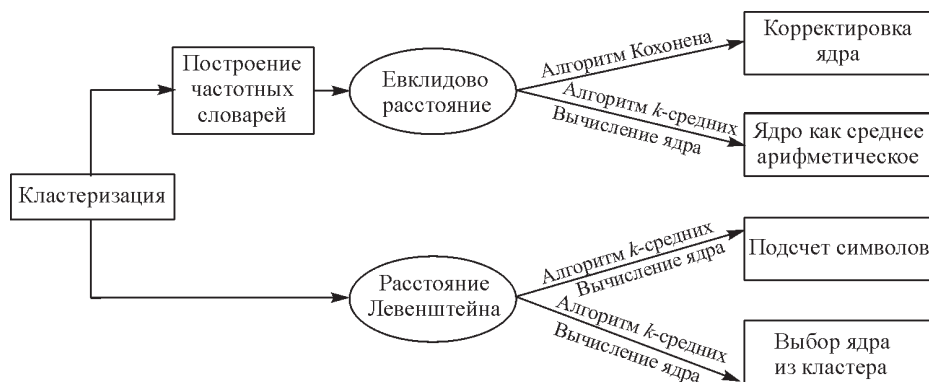 Кластеризация
Построение
частотных
словарей
Евклидово
расстояние
Алгоритм Кохонена
Корректировка
ядра
Алгоритм k-средних
Вычисление ядра
Ядро как среднее
арифметическое
Расстояние
Левенштейна
Алгоритм k-средних
Вычисление ядра
Подсчет символов
Алгоритм k-средних
Вычисление ядра
Выбор ядра
из кластера